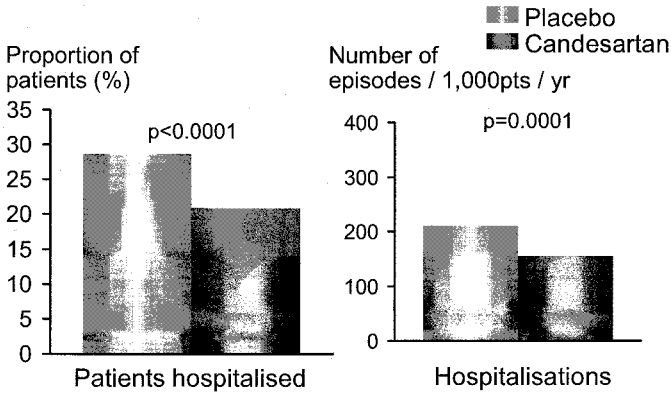 Placebo
Candesartan
Proportion of
patients (%)
35
30
25
20
15
10
5
0
p<0.0001
Patients hospitalised
Number of
episodes / 1,000pts / yr
400
300
200
100
0
p=0.0001
Hospitalisations